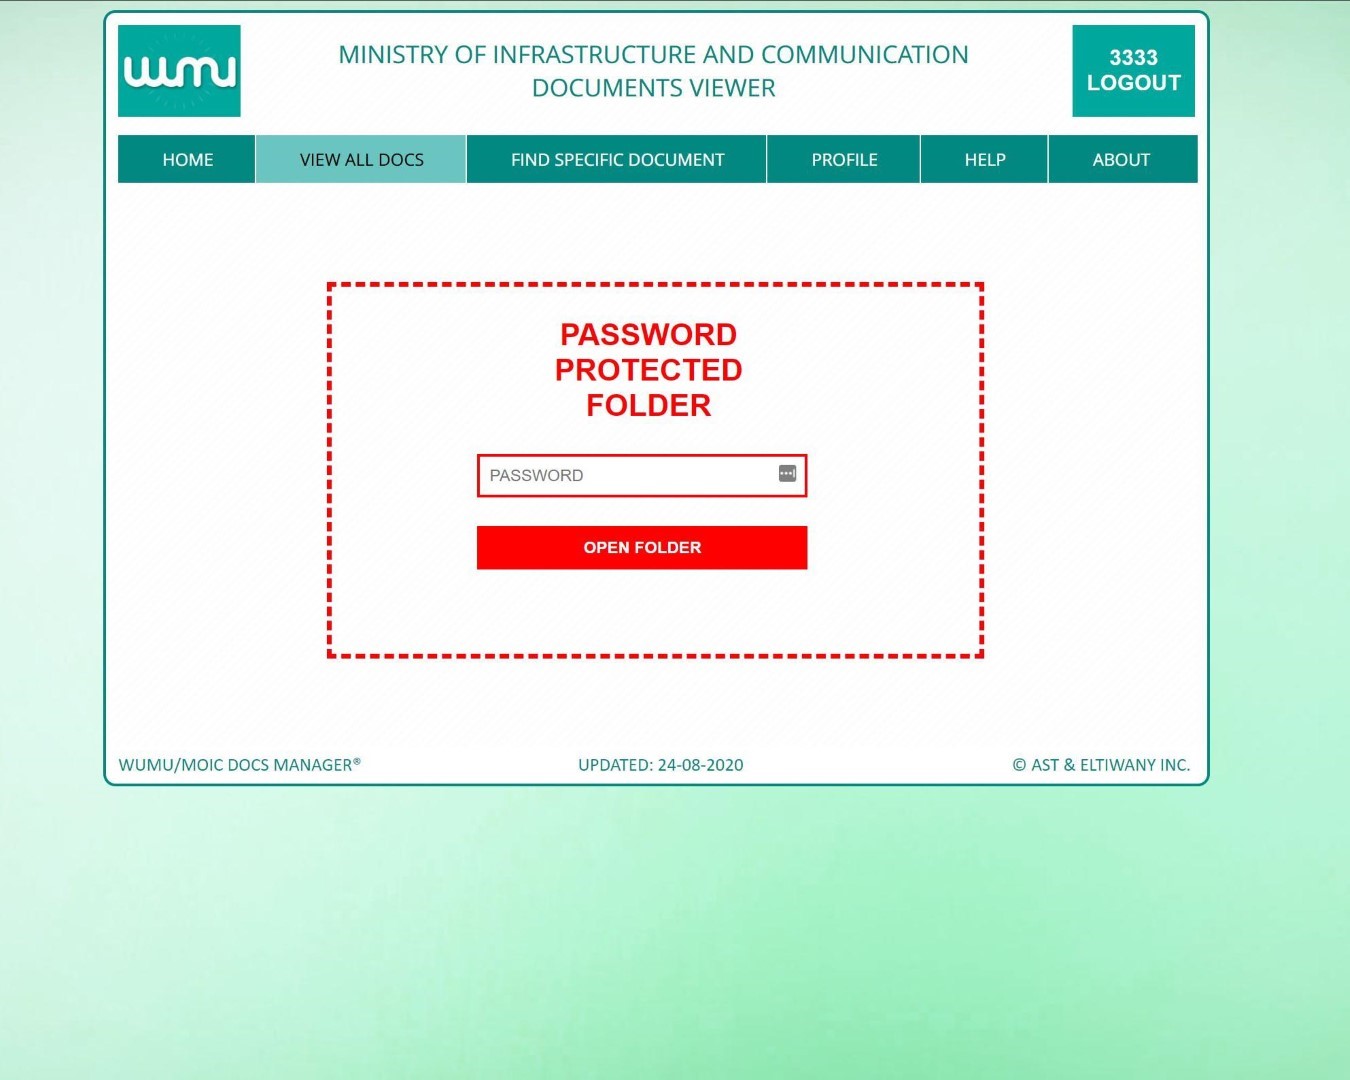 wmu
MINISTRY OF INFRASTRUCTURE AND COMMUNICATION
DOCUMENTS VIEWER
3333
LOGOUT
HOME
VIEW ALL DOCS
FIND SPECIFIC DOCUMENT
PROFILE
HELP
ABOUT
PASSWORD
PROTECTED
FOLDER
PASSWORD
OPEN FOLDER
WUMU/MOIC DOCS MANAGER®
UPDATED: 24-08-2020
© AST & ELTIWANY INC.